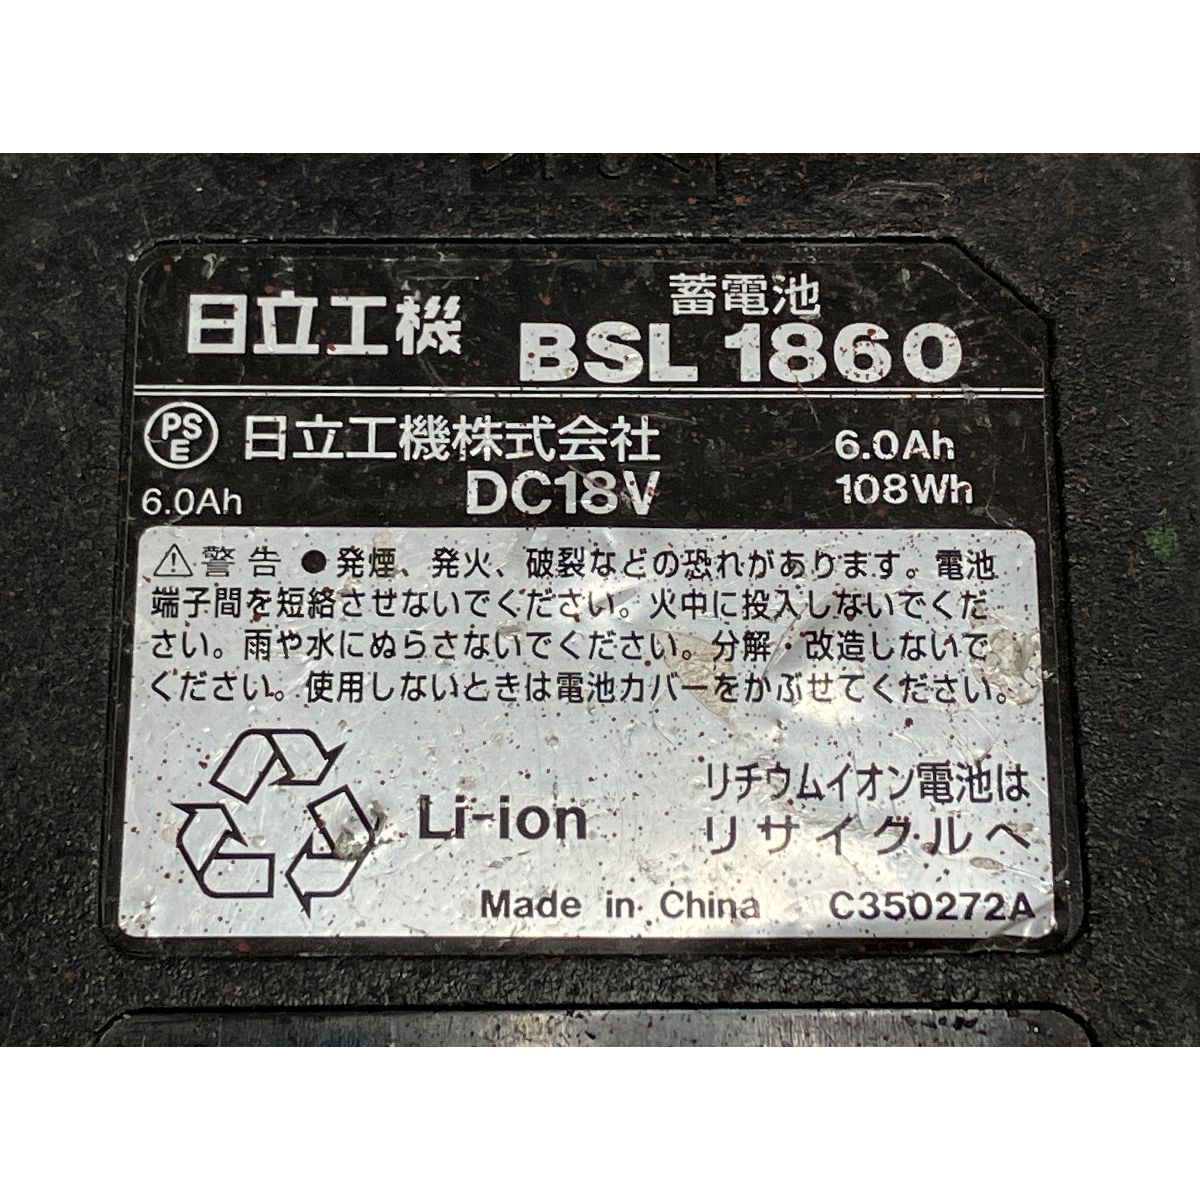 日立工機 蓄電池
BSL 1860
PSE 日立工機株式会社 6.0Ah
6.0Ah DC18V 108Wh
⚠警告 ●発煙、発火、破裂などの恐れがあります。電池
端子間を短絡させないでください。火中に投入しないでくだ
さい。雨や水にぬらさないでください。分解・改造しないで
ください。使用しないときは電池カバーをかぶせてください。
リチウムイオン電池は
Li-ion リサイクルへ
Made in China C350272A